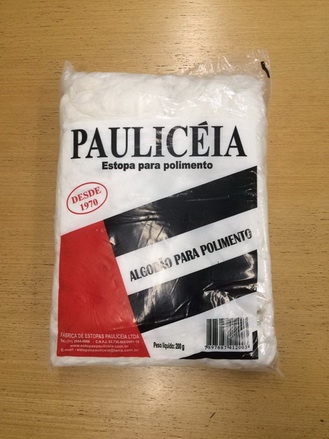 PAULICÉIA
Estopa para polimento
DESDE
1970
ALGODÃO PARA POLIMENTO
FÁBRICA DE ESTOPAS PAULICÉIA LTDA
Peso líquido: 200 g